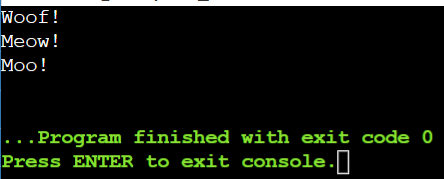 Woof!
Meow!
Moo!
...Program finished with exit code 0
Press ENTER to exit console.